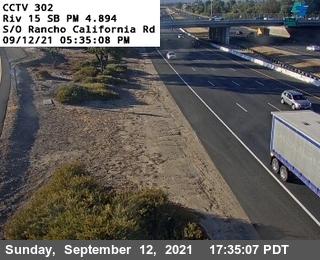 CCTV 302
Riv 15 SB PM 4.894
S/O Rancho California Rd
09/12/21 05:35:08 PM
Sunday, September 12, 2021 17:35:07 PDT